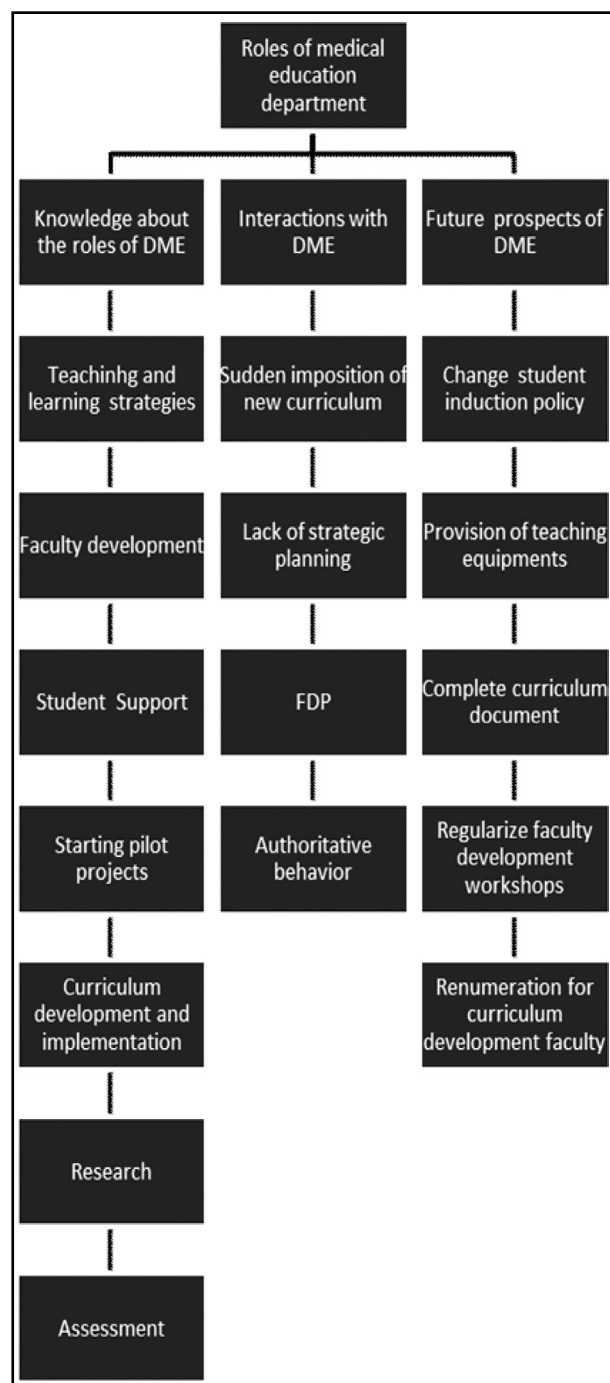 Roles of medical
education
department
Knowledge about
the roles of DME
Interactions with
DME
Future prospects of
DME
Teachinhg and
learning strategies
Sudden imposition of
new curriculum
Change student
induction policy
Faculty development
Lack of strategic
planning
Provision of teaching
equipments
Student Support
FDP
Complete curriculum
document
Starting pilot
projects
Authoritative
behavior
Regularize faculty
development
workshops
Curriculum
development and
implementation
Renumeration for
curriculum
development faculty
Research
Assessment